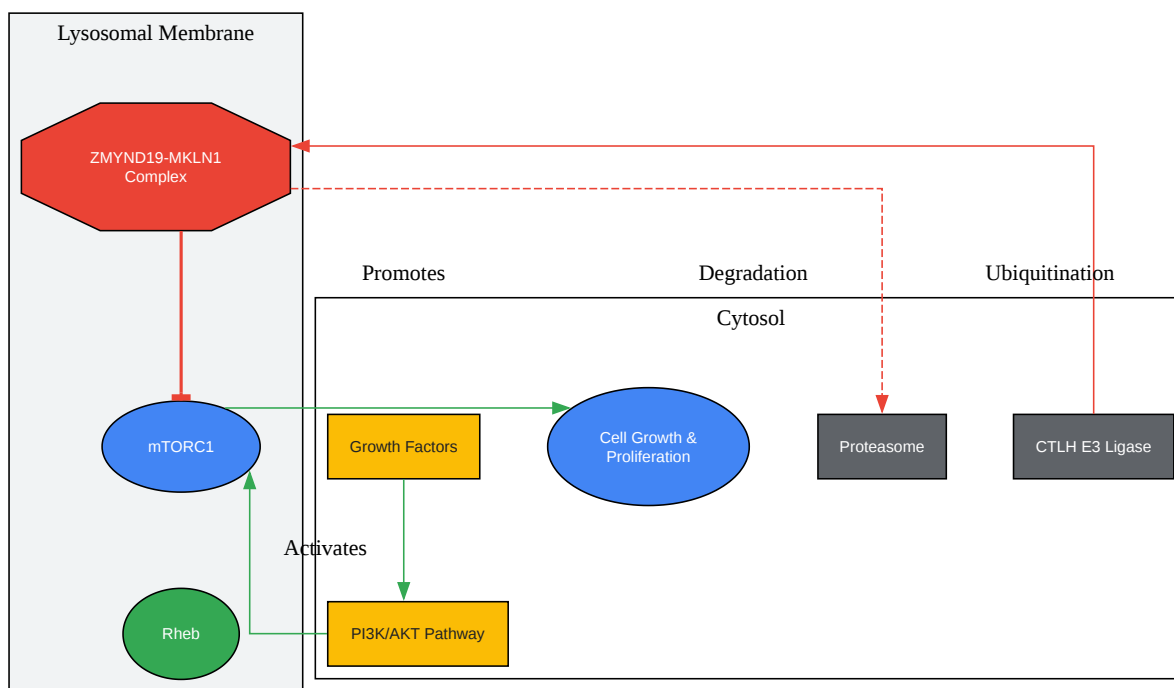 Lysosomal Membrane
ZMYND19-MKLN1
Complex
Promotes
Degradation
Ubiquitination
Cytosol
mTORC1
Growth Factors
Cell Growth &
Proliferation
Proteasome
CTLH E3 Ligase
Activates
Rheb
PI3K/AKT Pathway